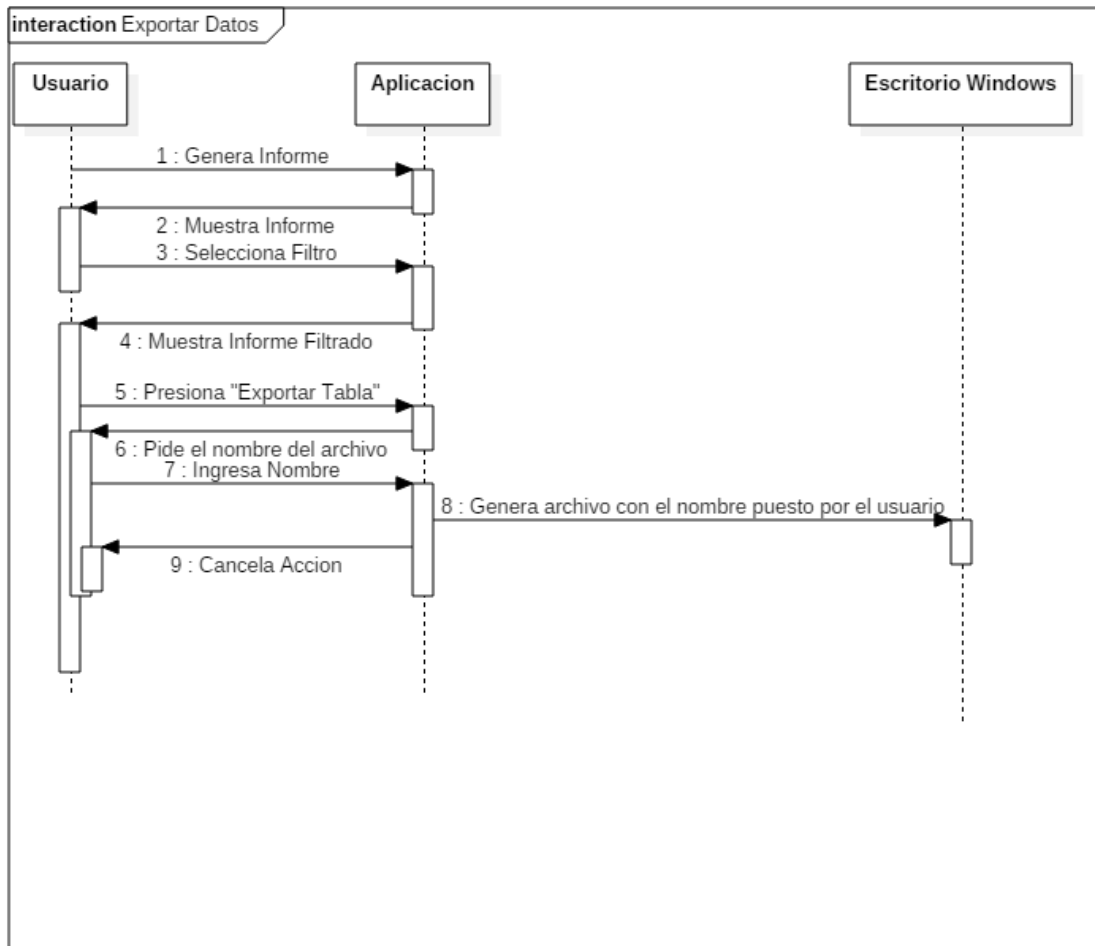 interaction Exportar Datos
Usuario
Aplicacion
Escritorio Windows
1 : Genera Informe
2 : Muestra Informe
3 : Selecciona Filtro
4 : Muestra Informe Filtrado
5 : Presiona "Exportar Tabla"
6 : Pide el nombre del archivo
7 : Ingresa Nombre
8 : Genera archivo con el nombre puesto por el usuario
9 : Cancela Accion